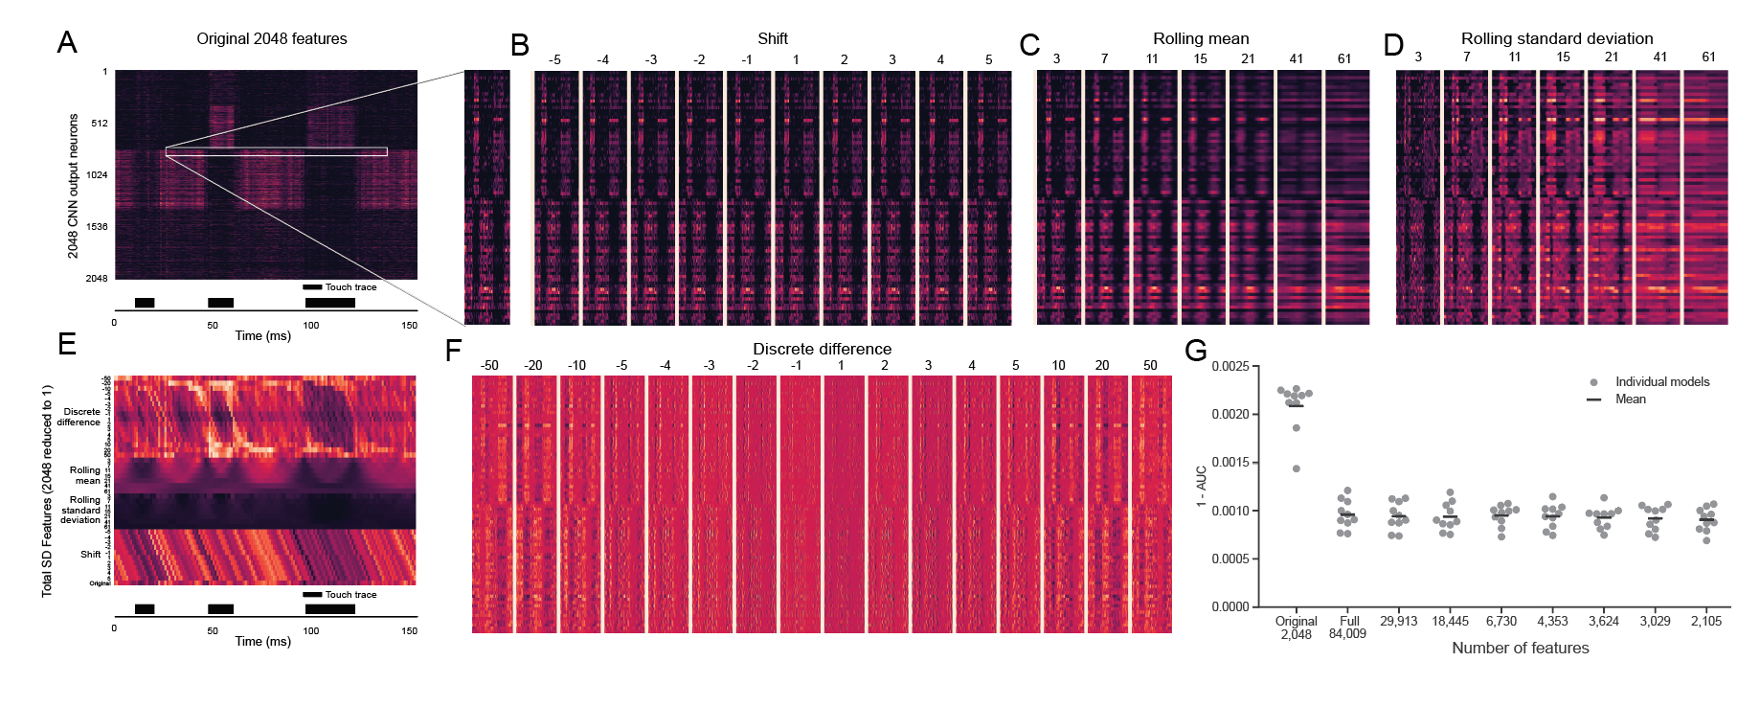 A
Original 2048 features
2048 CNN output neurons
1
512
1024
1536
2048
Touch trace
0
50
100
150
Time (ms)
B
Shift
-5 -4 -3 -2 -1 1 2 3 4 5
C
Rolling mean
3 7 11 15 21 41 61
D
Rolling standard deviation
3 7 11 15 21 41 61
E
Total SD Features (2048 reduced to 1)
Discrete
difference
Rolling
mean
Rolling
standard
deviation
Shift
Original
Touch trace
0
50
100
150
Time (ms)
F
Discrete difference
-50 -20 -10 -5 -4 -3 -2 -1 1 2 3 4 5 10 20 50
G
1 - AUC
0.0025
0.0020
0.0015
0.0010
0.0005
0.0000
Individual models
Mean
Original
2,048
Full
84,009
29,913
18,445
6,730
4,353
3,624
3,029
2,105
Number of features